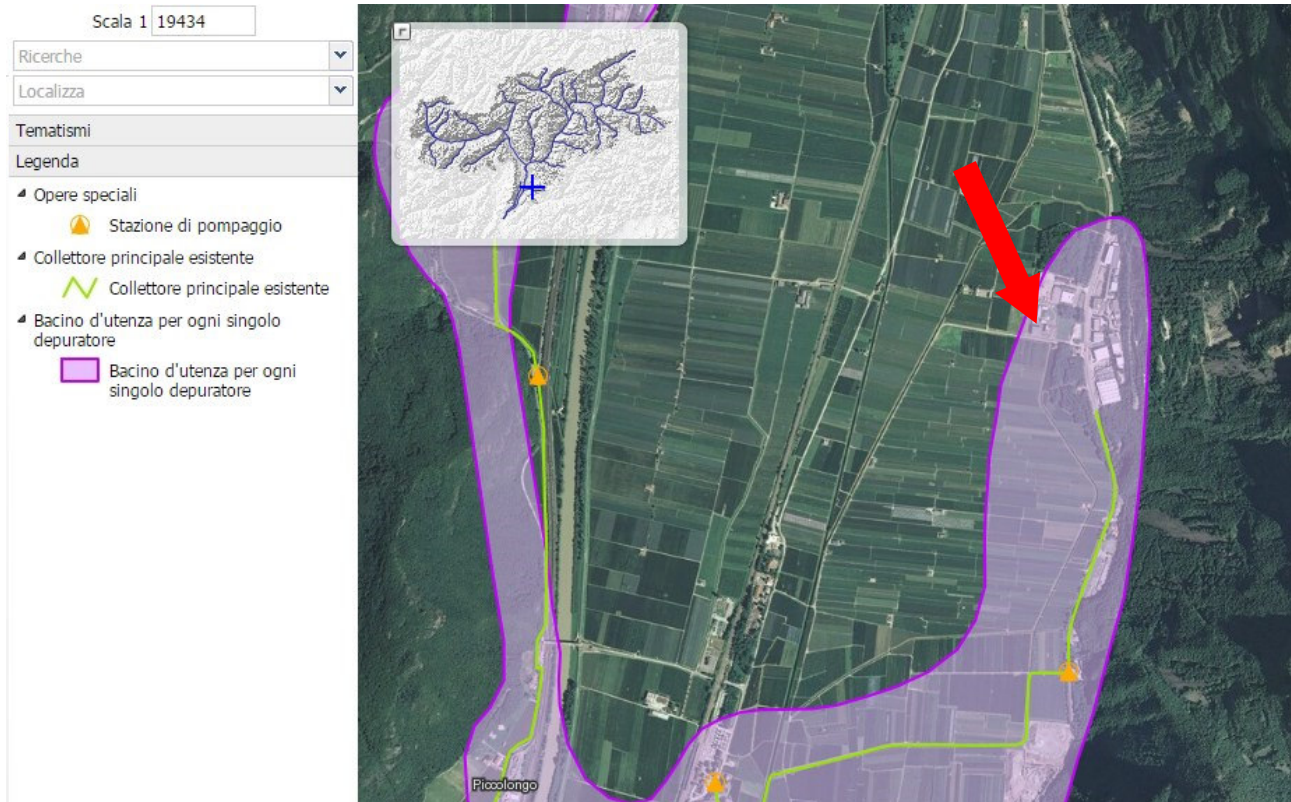 Scala 1 19434
Ricerche
Localizza
Tematismi
Legenda
Opere speciali
Stazione di pompaggio
Collettore principale esistente
Collettore principale esistente
Bacino d'utenza per ogni singolo
depuratore
Bacino d'utenza per ogni
singolo depuratore
Piccolongo